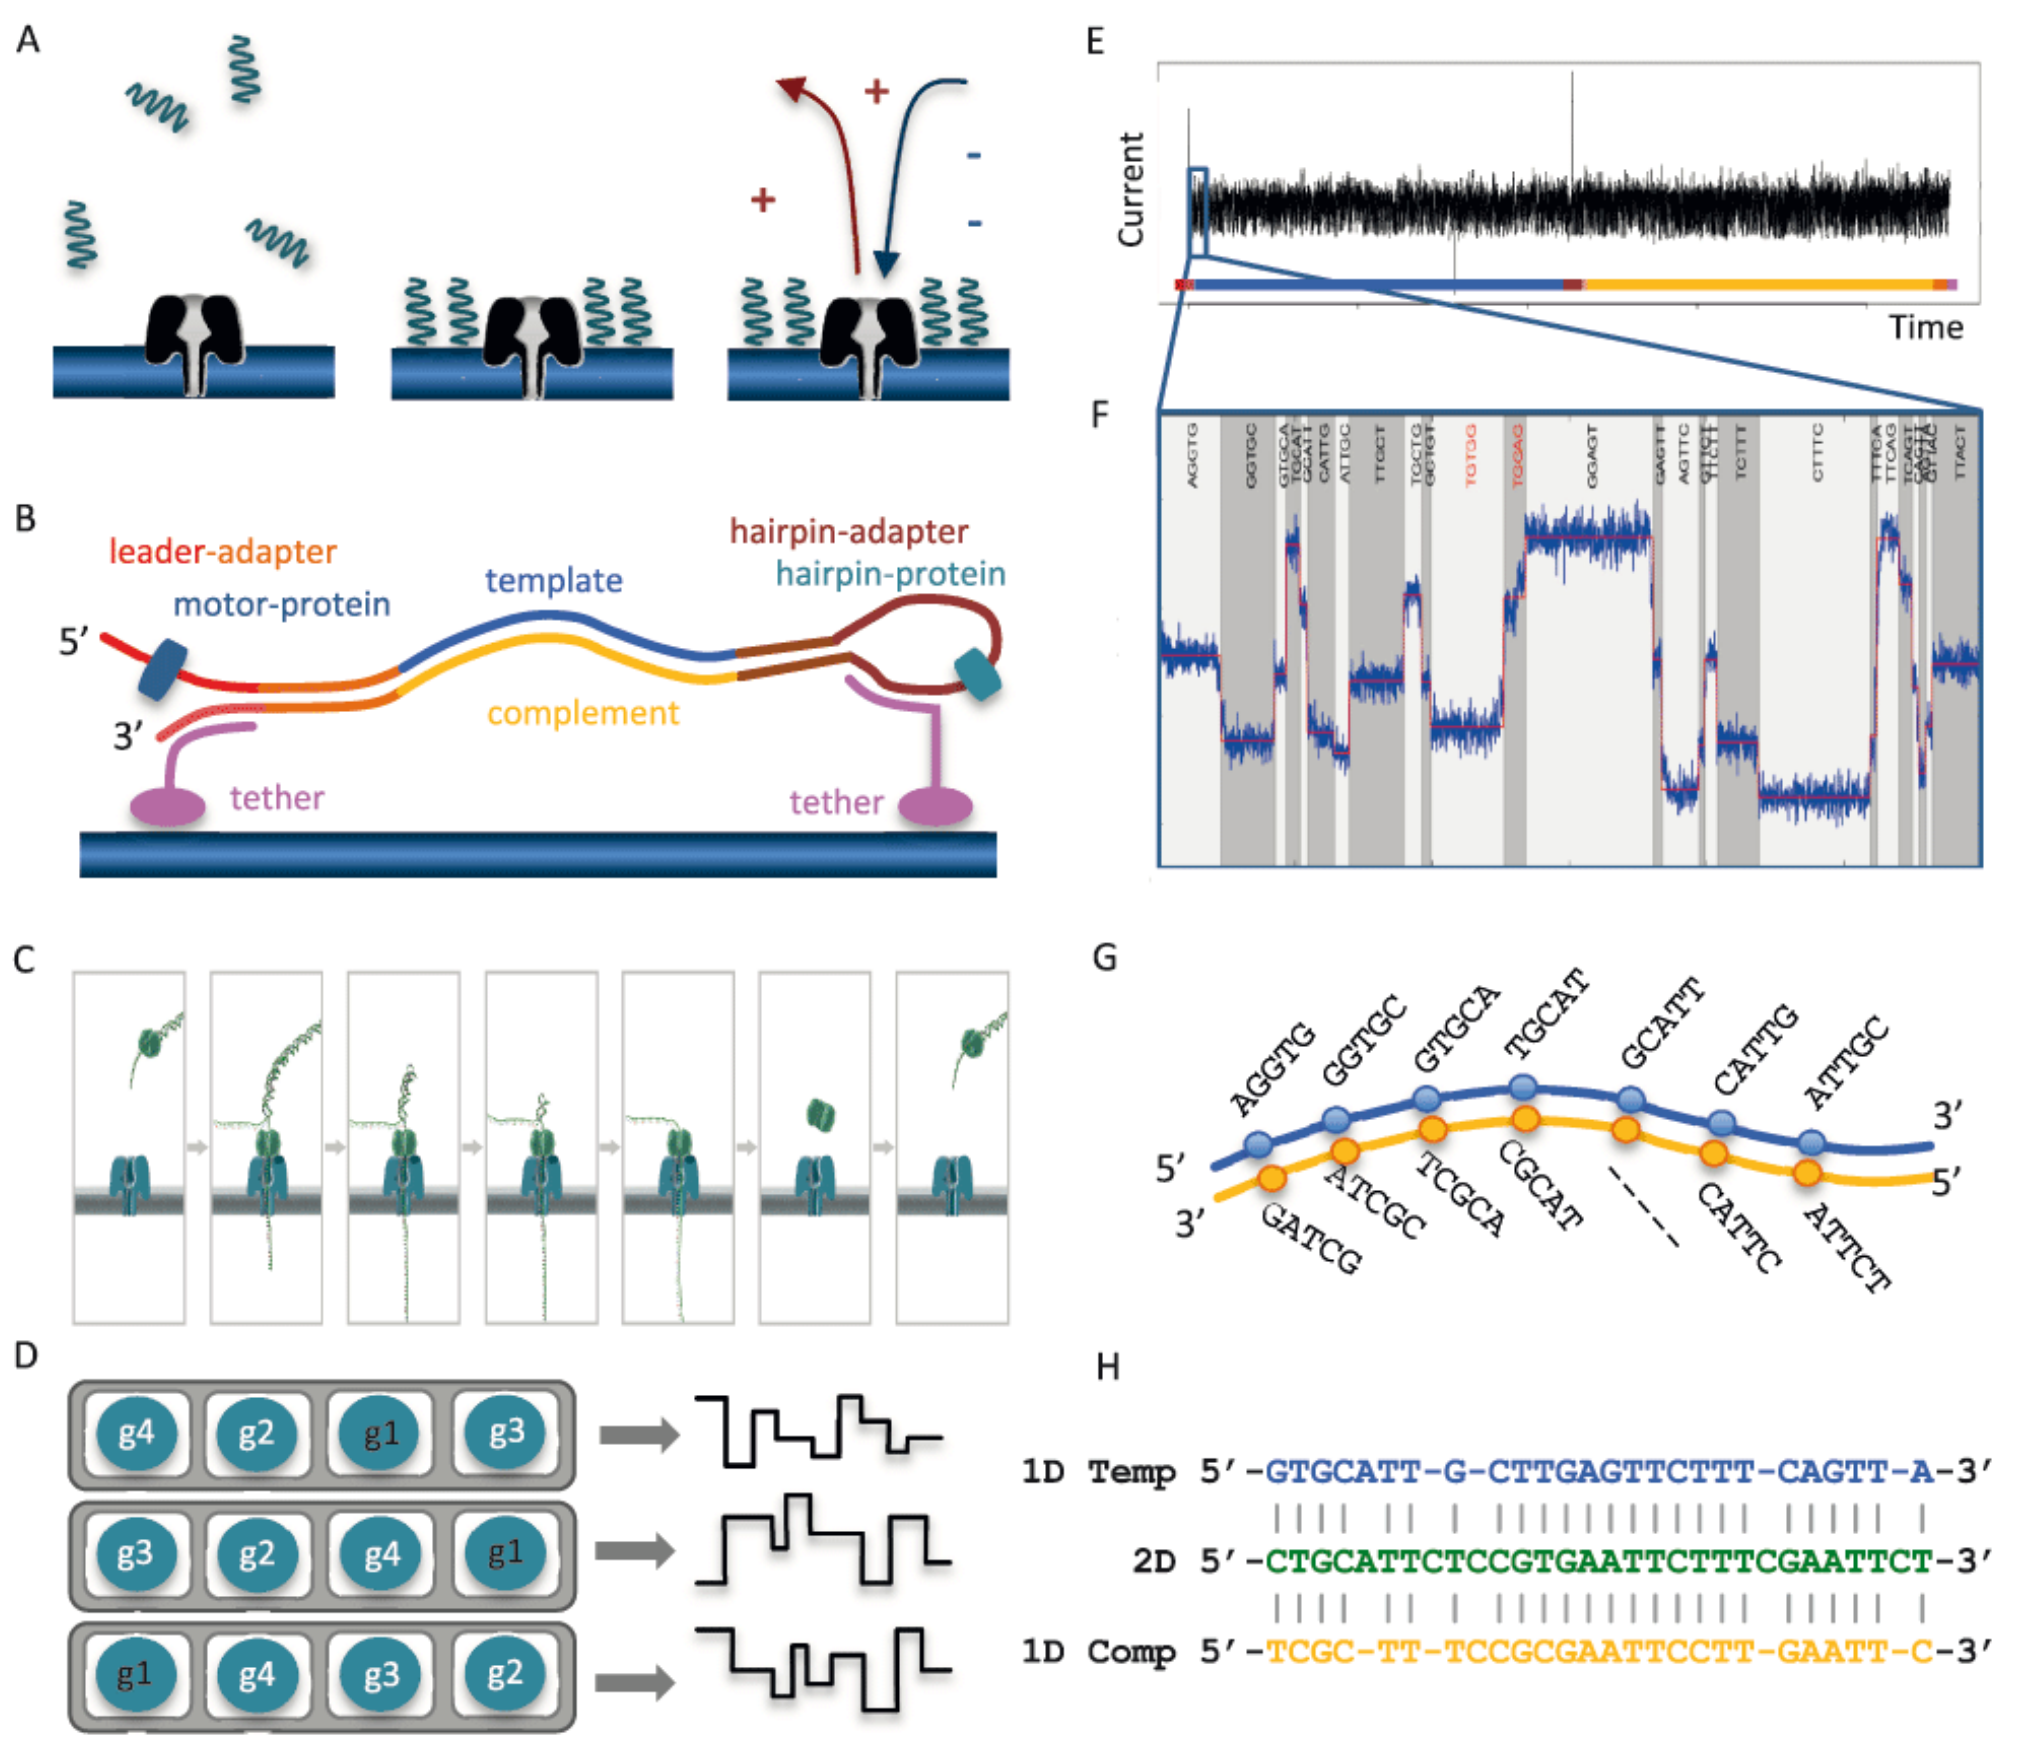 A
+
+
-
-
B
leader-adapter
motor-protein
template
hairpin-adapter
hairpin-protein
5’
3’
complement
tether
tether
C
D
g4 g2 g1 g3
g3 g2 g4 g1
g1 g4 g3 g2
E
Current
Time
F
AGGTG
GGTGC
GTGCA
TGCAT
GCATT
CATTG
ATTGC
TTGCT
TGCTG
GCTGT
TGTGG
TGGAG
GGAGT
GAGTT
AGTTC
TTCTT
TCTTT
CTTTC
TTTCA
TTCAG
TCAGT
TTACT
G
AGGTG
GGTGC
GTGCA
TGCAT
GCATT
CATTG
ATTGC
5’
3’
3’
5’
GATCG
ATCGC
TCGCA
CGCAT
-----
CATTC
ATTCT
H
1D Temp 5’-GTGCATT-G-CTTGAGTTCTTT-CAGTT-A-3’
2D 5’-CTGCATTCTCCGTGAATTCTTTCGAATTCT-3’
1D Comp 5’-TCGC-TT-TCCGCGAATTCCTT-GAATT-C-3’